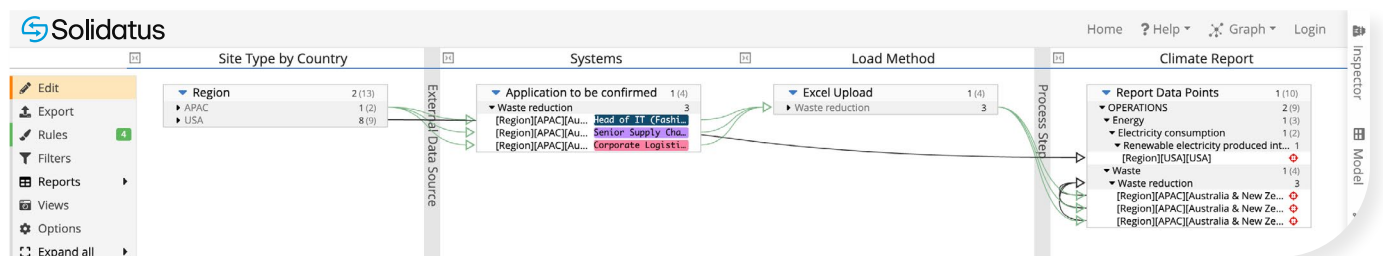 Solidatus
Home ? Help Graph Login
Site Type by Country
Systems
Load Method
Climate Report
Edit
Export
Rules 4
Filters
Reports
Views
Options
Expand all
Region 2 (13)
APAC 1 (2)
USA 8 (9)
External Data Source
Application to be confirmed 1 (4)
Waste reduction 3
[Region][APAC][Au... Head of IT (Fashi...
[Region][APAC][Au... Senior Supply Cha...
[Region][APAC][Au... Corporate Logisti...
Excel Upload 1 (4)
Waste reduction 3
Process Step
Report Data Points 1 (10)
OPERATIONS 2 (9)
Energy 1 (3)
Electricity consumption 1 (2)
Renewable electricity produced int... 1
[Region][USA][USA]
Waste 1 (4)
Waste reduction 3
[Region][APAC][Australia & New Ze...
[Region][APAC][Australia & New Ze...
[Region][APAC][Australia & New Ze...
Inspector
Model